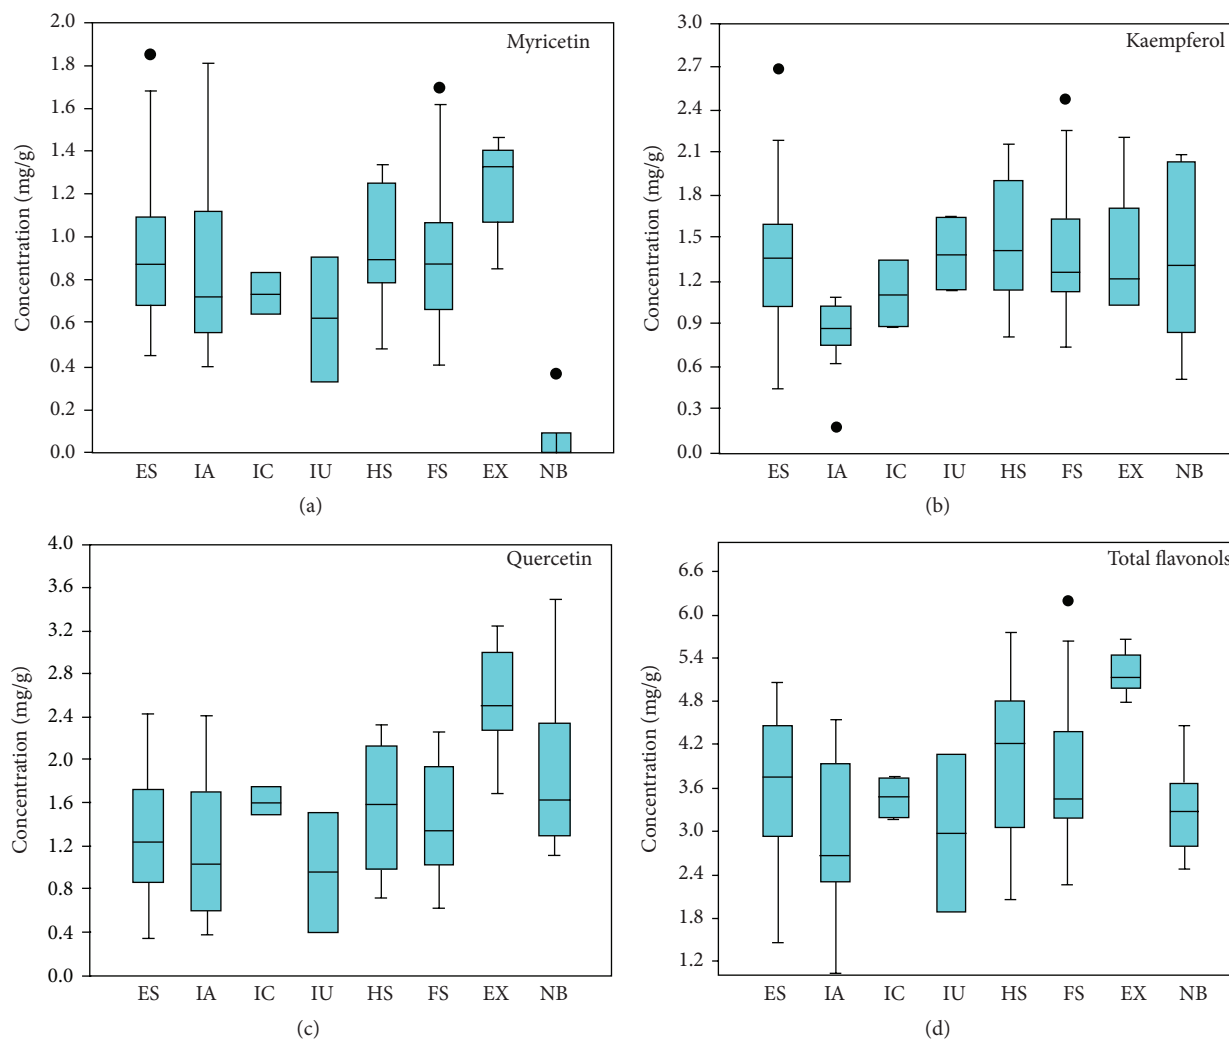 Myricetin
Concentration (mg/g)
2.0
1.8
1.6
1.4
1.2
1.0
0.8
0.6
0.4
0.2
0.0
ES IA IC IU HS FS EX NB
(a)
Kaempferol
Concentration (mg/g)
3.0
2.7
2.4
2.1
1.8
1.5
1.2
0.9
0.6
0.3
0.0
ES IA IC IU HS FS EX NB
(b)
Quercetin
Concentration (mg/g)
4.0
3.6
3.2
2.8
2.4
2.0
1.6
1.2
0.8
0.4
0.0
ES IA IC IU HS FS EX NB
(c)
Total flavonols
Concentration (mg/g)
6.6
6.0
5.4
4.8
4.2
3.6
3.0
2.4
1.8
1.2
ES IA IC IU HS FS EX NB
(d)